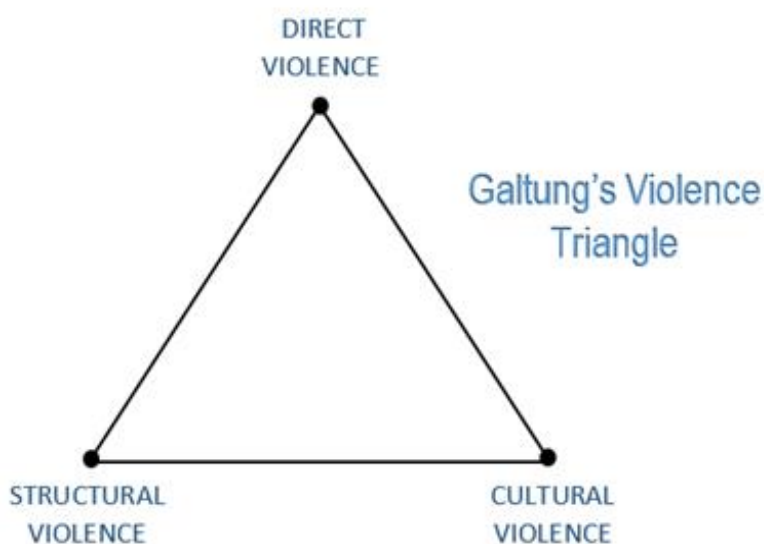 DIRECT
VIOLENCE
Galtung's Violence
Triangle
STRUCTURAL
VIOLENCE
CULTURAL
VIOLENCE